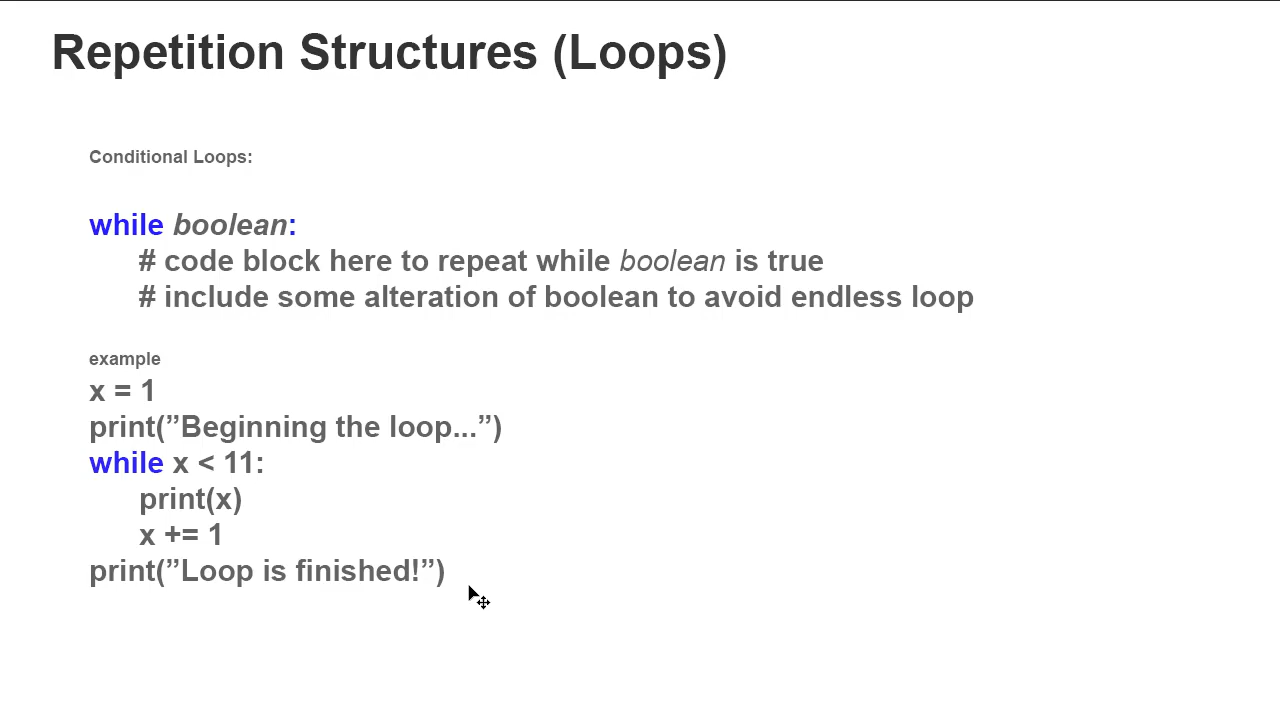 Repetition Structures (Loops)
Conditional Loops:
while boolean:
# code block here to repeat while boolean is true
# include some alteration of boolean to avoid endless loop
example
x = 1
print(”Beginning the loop...”)
while x < 11:
print(x)
x += 1
print(”Loop is finished!”)